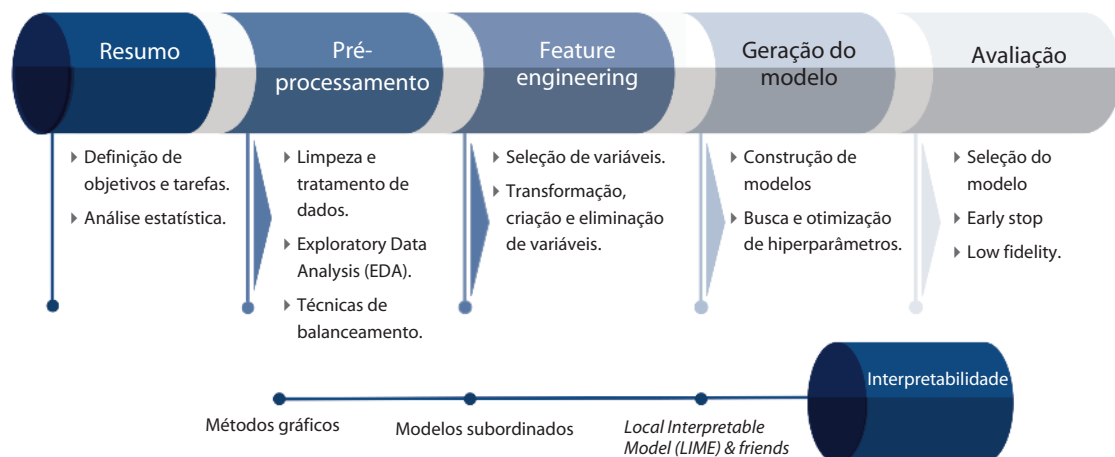 Resumo
Pré-
processamento
Feature
engineering
Geração do
modelo
Avaliação
Definição de
objetivos e tarefas.
Análise estatística.
Limpeza e
tratamento de
dados.
Exploratory Data
Analysis (EDA).
Técnicas de
balanceamento.
Seleção de variáveis.
Transformação,
criação e eliminação
de variáveis.
Construção de
modelos
Busca e otimização
de hiperparâmetros.
Seleção do
modelo
Early stop
Low fidelity.
Interpretabilidade
Métodos gráficos
Modelos subordinados
Local Interpretable
Model (LIME) & friends